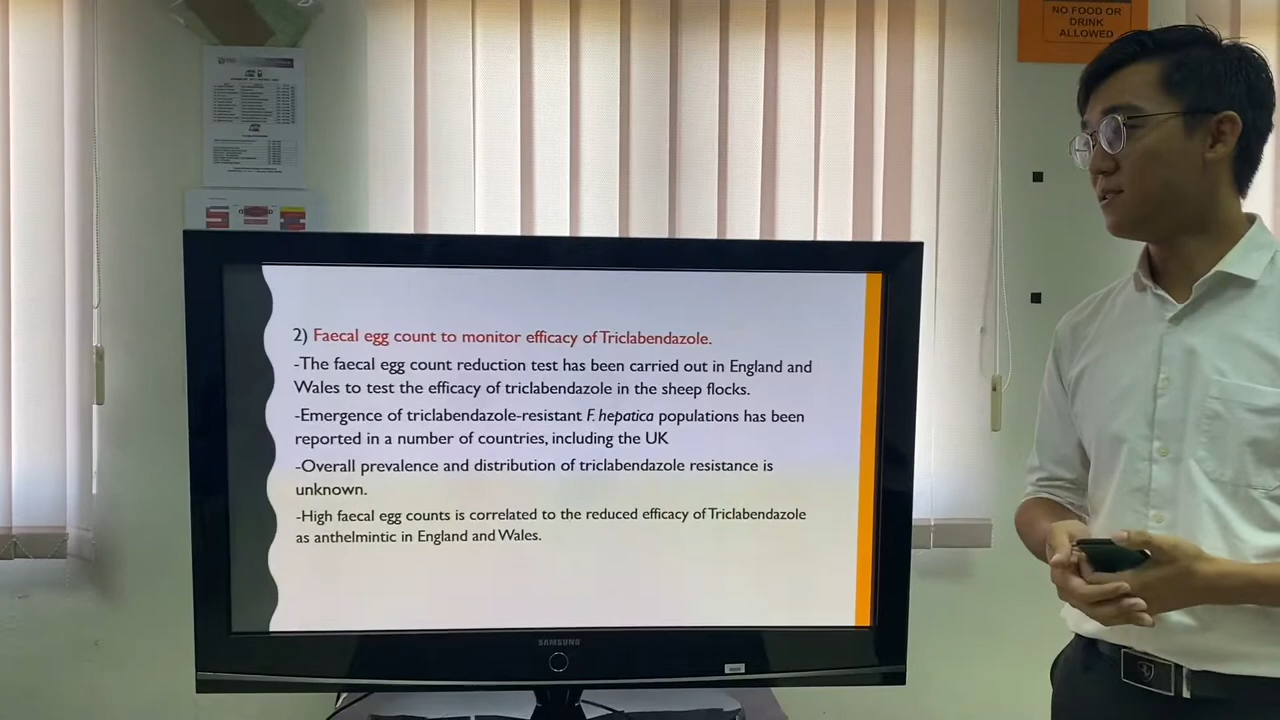 NO FOOD OR
DRINK
ALLOWED
2) Faecal egg count to monitor efficacy of Triclabendazole.
-The faecal egg count reduction test has been carried out in England and
Wales to test the efficacy of triclabendazole in the sheep flocks.
-Emergence of triclabendazole-resistant F. hepatica populations has been
reported in a number of countries, including the UK
-Overall prevalence and distribution of triclabendazole resistance is
unknown.
-High faecal egg counts is correlated to the reduced efficacy of Triclabendazole
as anthelmintic in England and Wales.
SAMSUNG